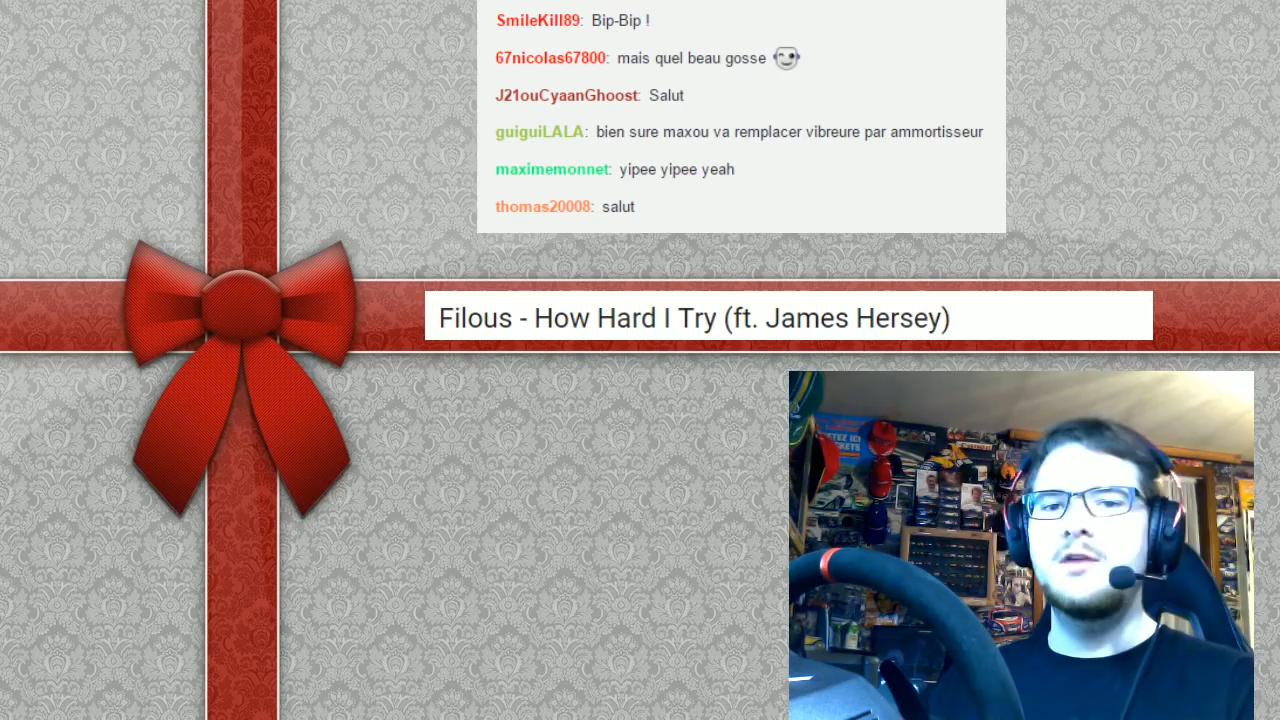 SmileKill89: Bip-Bip !
67nicolas67800: mais quel beau gosse
J21ouCyaanGhoost: Salut
guiguiLALA: bien sure maxou va remplacer vibreure par ammortisseur
maximemonnet: yipee yipee yeah
thomas20008: salut
Filous - How Hard I Try (ft. James Hersey)